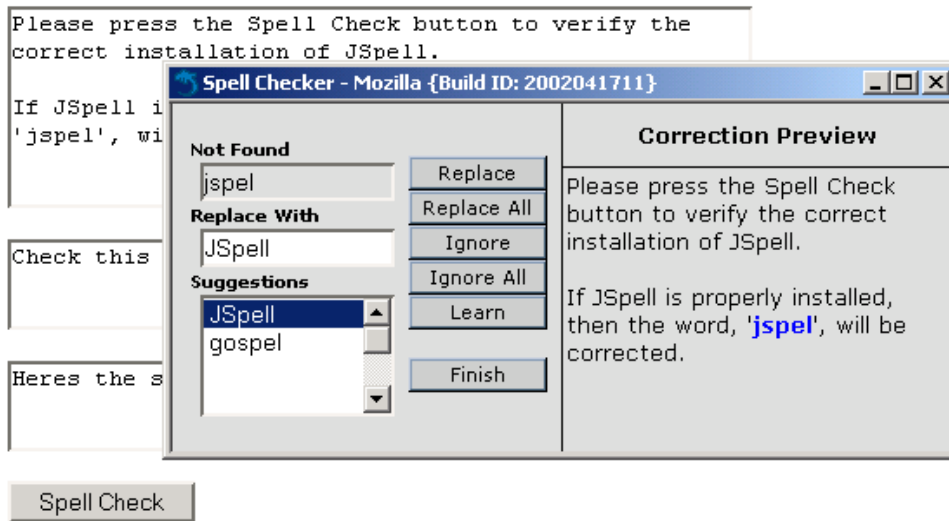 Please press the Spell Check button to verify the
correct installation of JSpell.
If JSpell i
'jspel', wi
Check this
Heres the s
Spell Check
Spell Checker - Mozilla {Build ID: 2002041711}
Not Found
jspel
Replace With
JSpell
Suggestions
JSpell
gospel
Replace
Replace All
Ignore
Ignore All
Learn
Finish
Correction Preview
Please press the Spell Check
button to verify the correct
installation of JSpell.
If JSpell is properly installed,
then the word, 'jspel', will be
corrected.